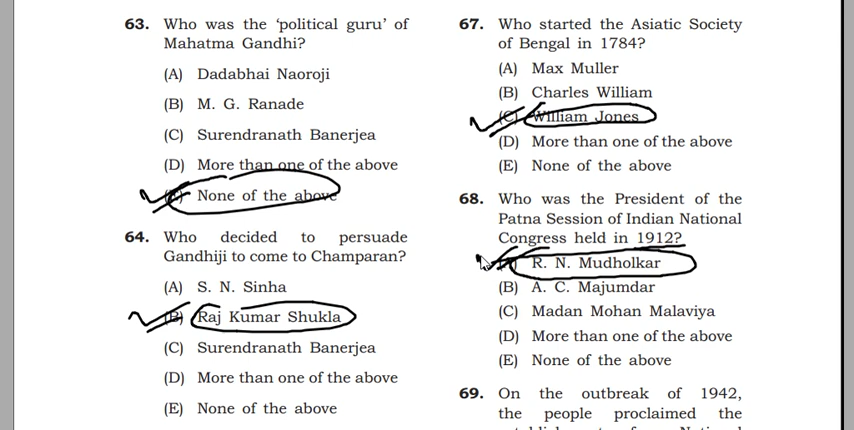 63. Who was the ‘political guru’ of
Mahatma Gandhi?
(A) Dadabhai Naoroji
(B) M. G. Ranade
(C) Surendranath Banerjea
(D) More than one of the above
None of the above
64. Who decided to persuade
Gandhiji to come to Champaran?
(A) S. N. Sinha
(B) Raj Kumar Shukla
(C) Surendranath Banerjea
(D) More than one of the above
(E) None of the above
67. Who started the Asiatic Society
of Bengal in 1784?
(A) Max Muller
(B) Charles William
(C) William Jones
(D) More than one of the above
(E) None of the above
68. Who was the President of the
Patna Session of Indian National
Congress held in 1912?
R. N. Mudholkar
(B) A. C. Majumdar
(C) Madan Mohan Malaviya
(D) More than one of the above
(E) None of the above
69. On the outbreak of 1942,
the people proclaimed the